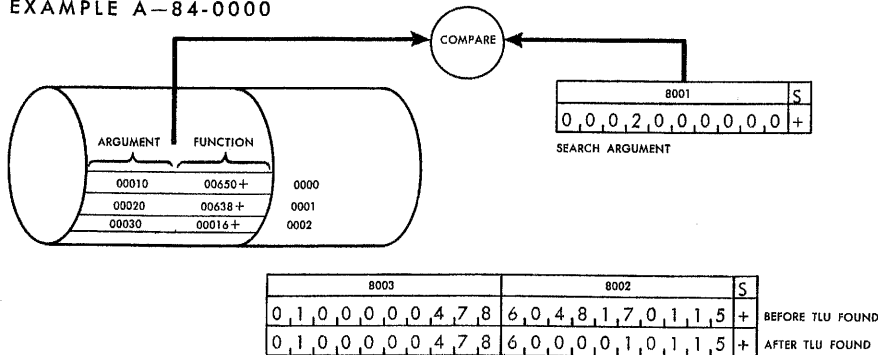 EXAMPLE A—84-0000
COMPARE
8001 S
0 0 0 2 0 0 0 0 0 0 +
SEARCH ARGUMENT
ARGUMENT FUNCTION
00010 00650+ 0000
00020 00638+ 0001
00030 00016+ 0002
8003 8002 S
0 1 0 0 0 0 0 4 7 8 6 0 4 8 1 7 0 1 1 5 + BEFORE TLU FOUND
0 1 0 0 0 0 0 4 7 8 6 0 0 0 0 1 0 1 1 5 + AFTER TLU FOUND